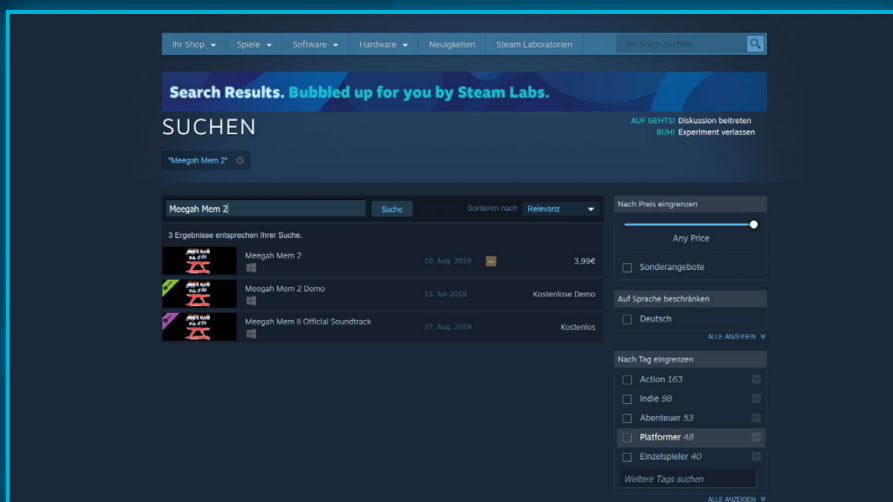 Ihr Shop Spiele Software Hardware Neuigkeiten Steam Laboratorien Im Shop suchen
Search Results. Bubbled up for you by Steam Labs.
SUCHEN
AUF GEHTS! Diskussion beitreten
BUH! Experiment verlassen
"Meegah Mem 2"
Meegah Mem 2 Suche Sortieren nach Relevanz
3 Ergebnisse entsprechen Ihrer Suche.
Meegah Mem 2 10. Aug. 2019 3,99€
Meegah Mem 2 Demo 13. Juli 2019 Kostenlose Demo
Meegah Mem II Official Soundtrack 27. Aug. 2019 Kostenlos
Nach Preis eingrenzen
Any Price
Sonderangebote
Auf Sprache beschränken
Deutsch
ALLE ANZEIGEN
Nach Tag eingrenzen
Action 163
Indie 98
Abenteuer 53
Platformer 48
Einzelspieler 40
Weitere Tags suchen
ALLE ANZEIGEN